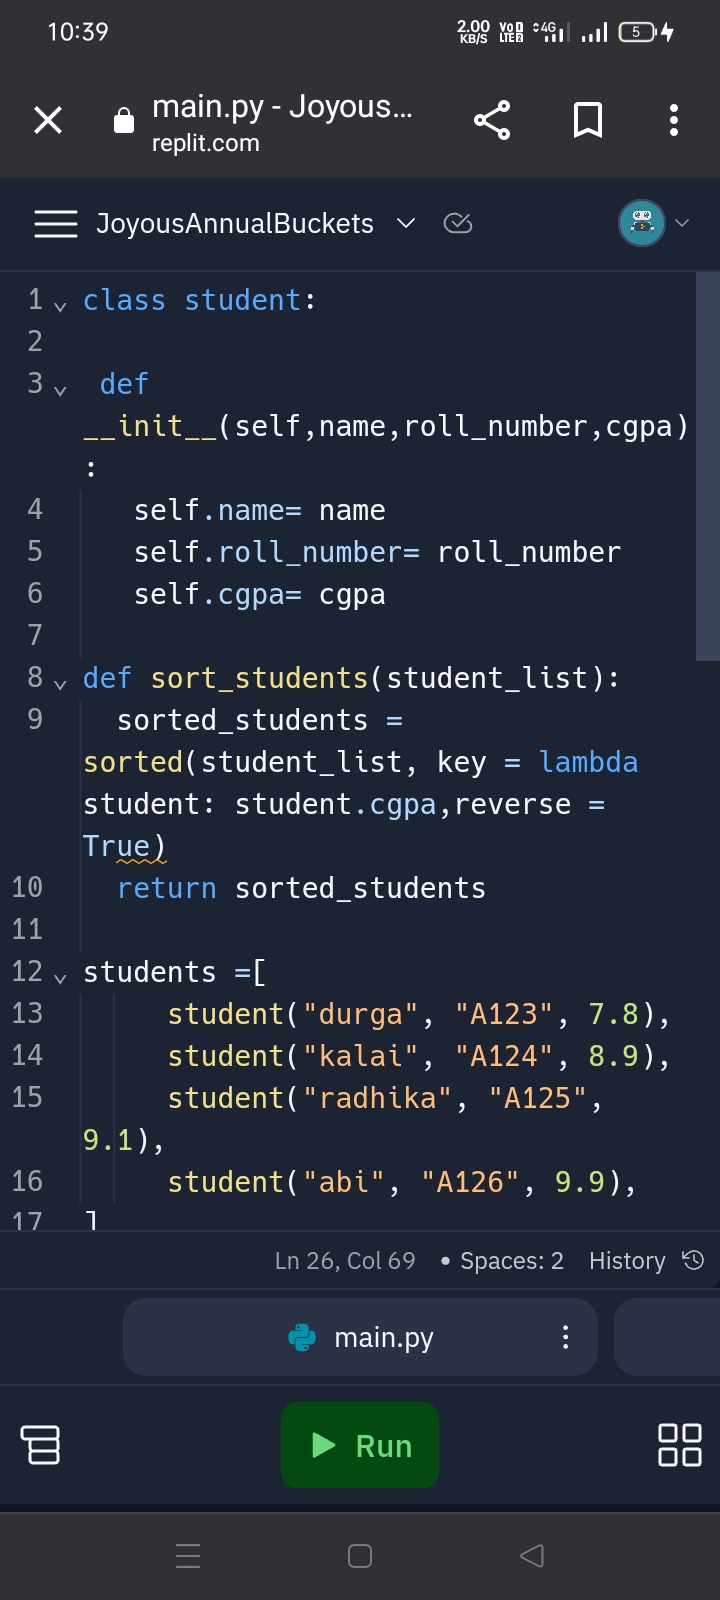 10:39
2.00 KB/S VoD LTE2 4G 5
main.py - Joyous...
replit.com
JoyousAnnualBuckets
1 class student:
2
3  def
__init__(self,name,roll_number,cgpa)
:
4    self.name= name
5    self.roll_number= roll_number
6    self.cgpa= cgpa
7
8 def sort_students(student_list):
9   sorted_students =
sorted(student_list, key = lambda
student: student.cgpa,reverse =
True)
10   return sorted_students
11
12 students =[
13      student("durga", "A123", 7.8),
14      student("kalai", "A124", 8.9),
15      student("radhika", "A125",
9.1),
16      student("abi", "A126", 9.9),
17 ]
Ln 26, Col 69 • Spaces: 2 History
main.py
Run